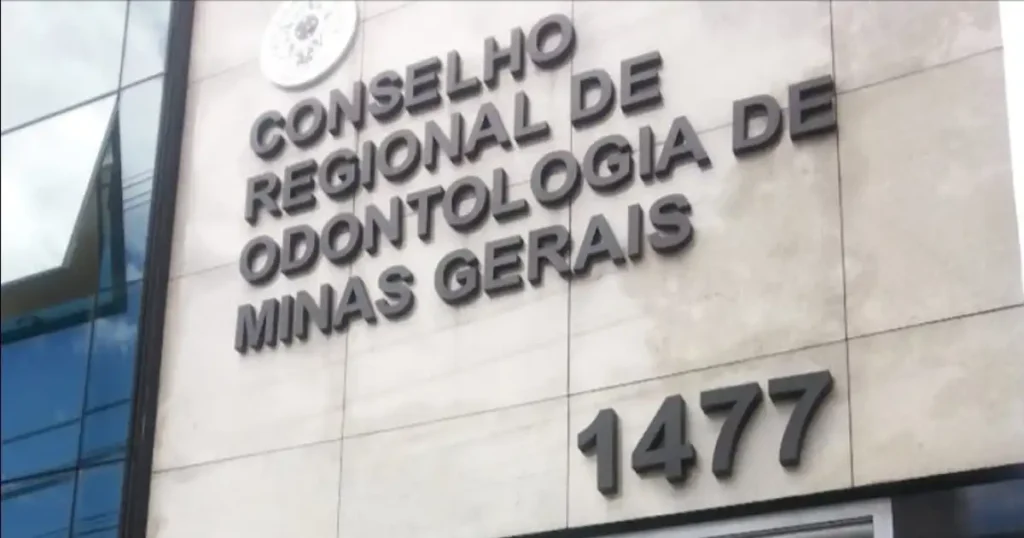 CONSELHO
REGIONAL DE
ODONTOLOGIA DE
MINAS GERAIS
1477